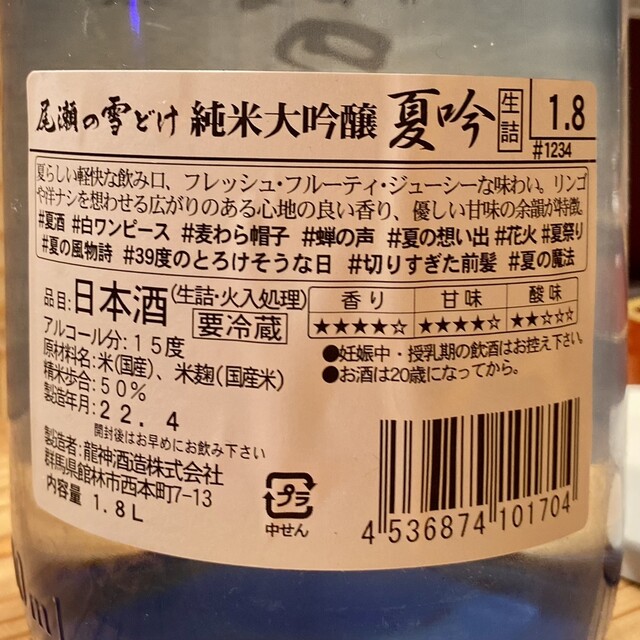 尾瀬の雪どけ 純米大吟醸 夏吟 生詰 1.8
#1234
夏らしい軽快な飲み口、フレッシュ・フルーティ・ジューシーな味わい。リンゴ
や洋ナシを想わせる広がりのある心地の良い香り、優しい甘味の余韻が特徴。
#夏酒 #白ワンピース #麦わら帽子 #蝉の声 #夏の想い出 #花火 #夏祭り
#夏の風物詩 #39度のとろけそうな日 #切りすぎた前髪 #夏の魔法
品目:日本酒(生詰・火入処理)
要冷蔵
香り 甘味 酸味
★★★★☆ ★★★★☆ ★★☆☆☆
アルコール分:15度
原材料名:米(国産)、米麹(国産米)
精米歩合:50%
製造年月:22.4
●妊娠中・授乳期の飲酒はお控え下さい。
●お酒は20歳になってから。
開封後はお早めにお飲み下さい
製造者:龍神酒造株式会社
群馬県館林市西本町7-13
内容量 1.8L
プラ
中せん
4 536874 101704